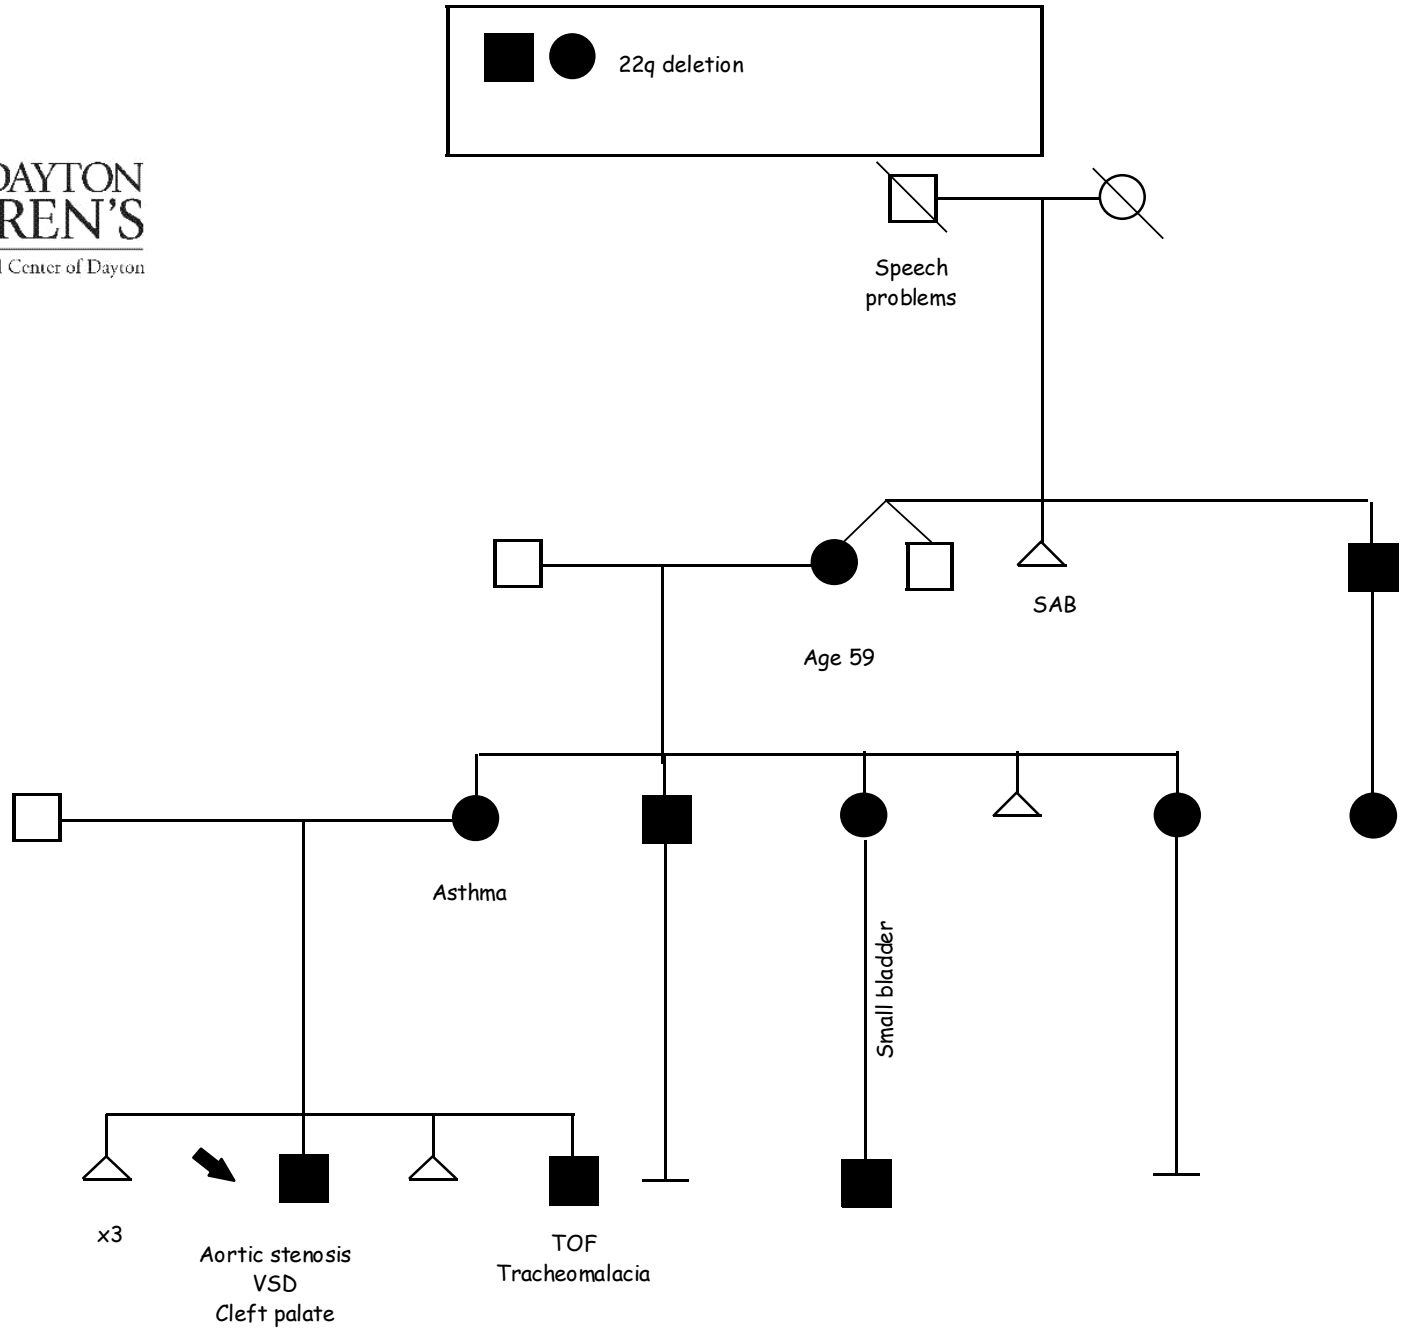 22q deletion
DAYTON
REN'S
l Center of Dayton
Speech
problems
SAB
Age 59
Asthma
Small bladder
x3
Aortic stenosis
VSD
Cleft palate
TOF
Tracheomalacia